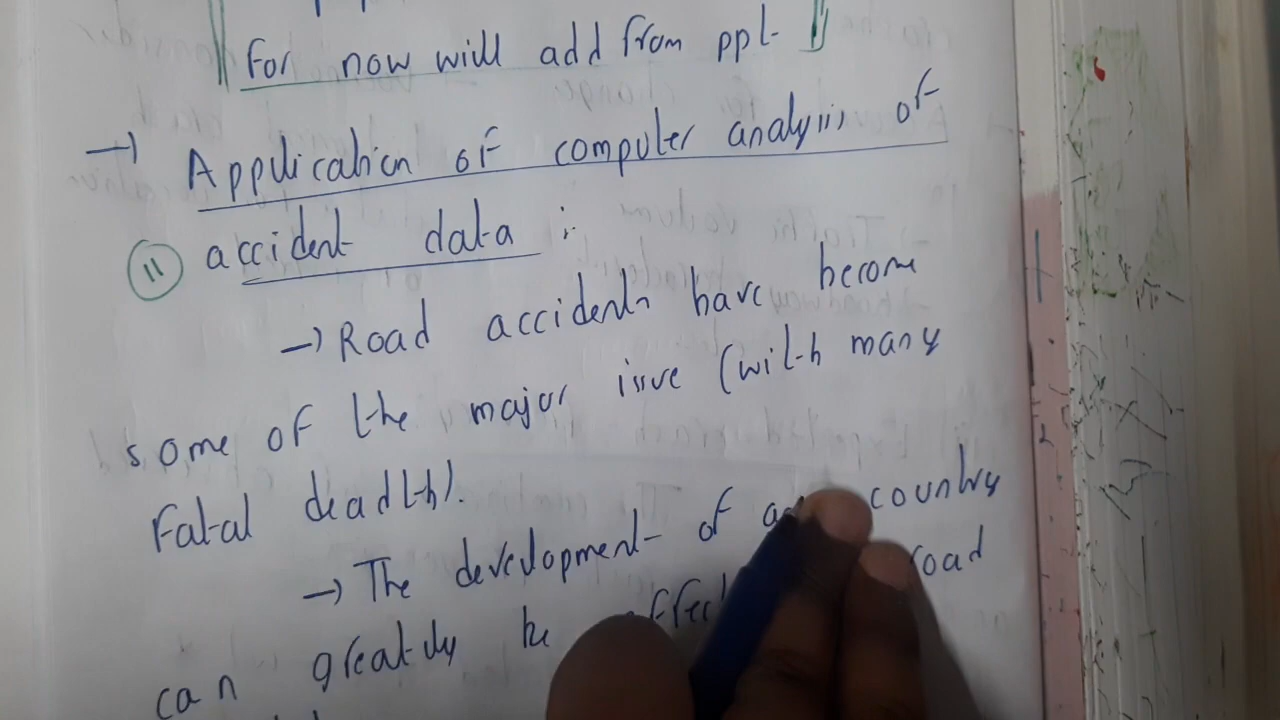 For now will add from ppt
→ Application of computer analysis of
11 accident data :
→ Road accidents have become
some of the major issue (with many
Fatal deadths).
→ The development of country
can greatly be road